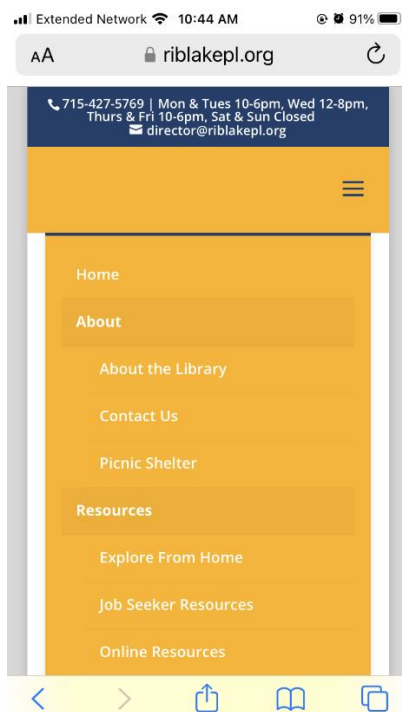 Extended Network 10:44 AM 91%
AA riblakepl.org
715-427-5769 | Mon & Tues 10-6pm, Wed 12-8pm,
Thurs & Fri 10-6pm, Sat & Sun Closed
director@riblakepl.org
Home
About
About the Library
Contact Us
Picnic Shelter
Resources
Explore From Home
Job Seeker Resources
Online Resources